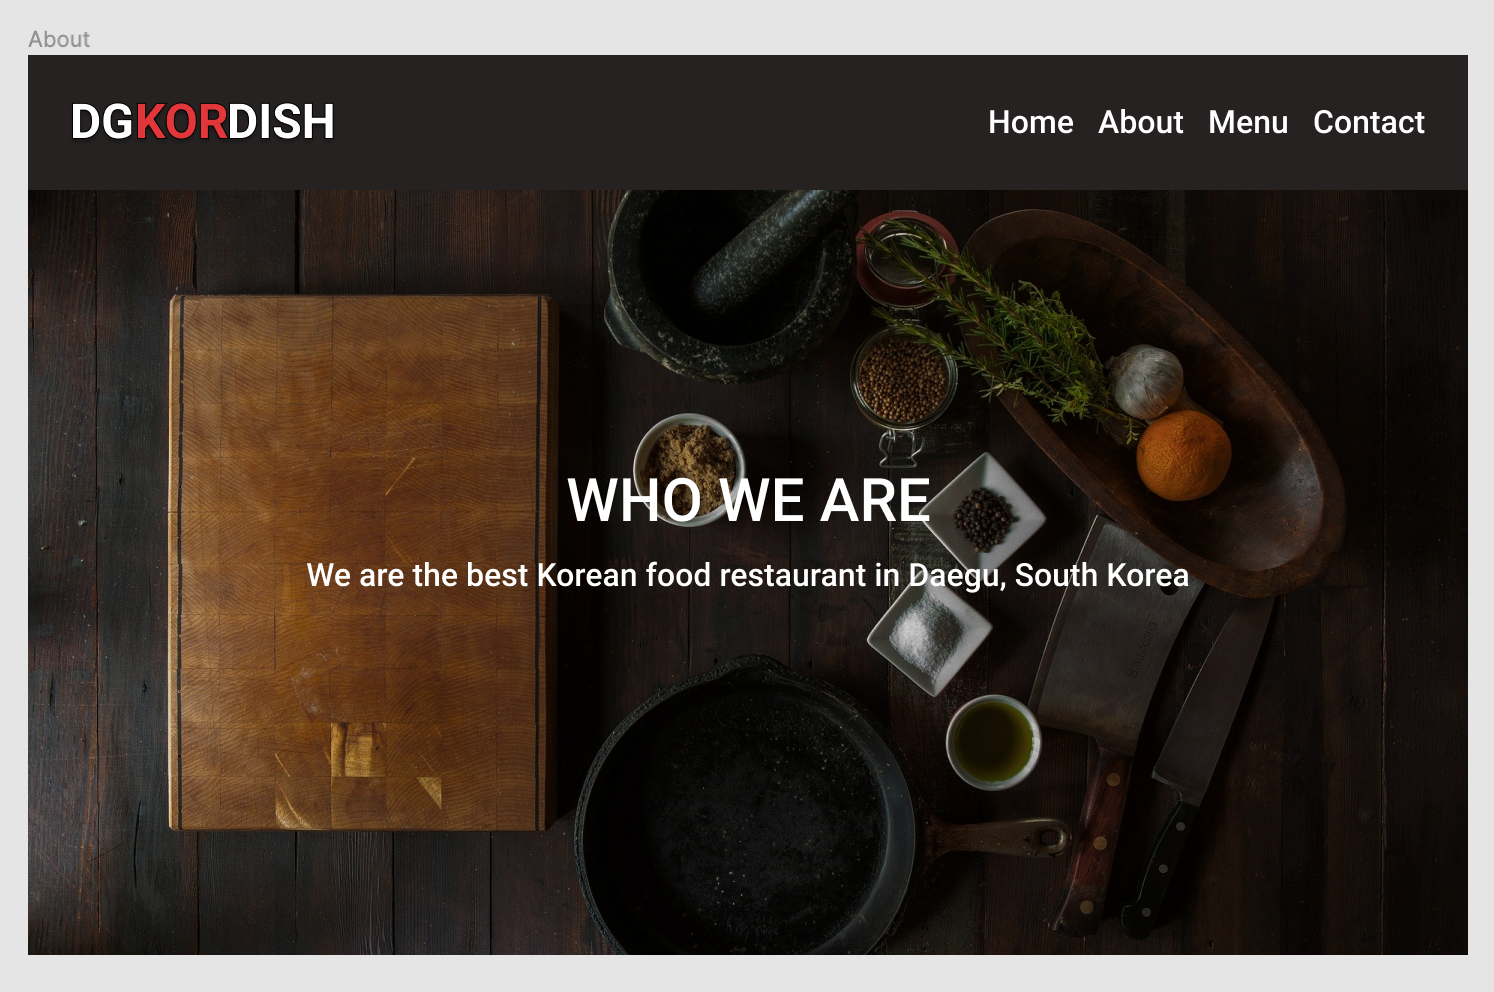 About
DGKORDISH
Home About Menu Contact
WHO WE ARE
We are the best Korean food restaurant in Daegu, South Korea